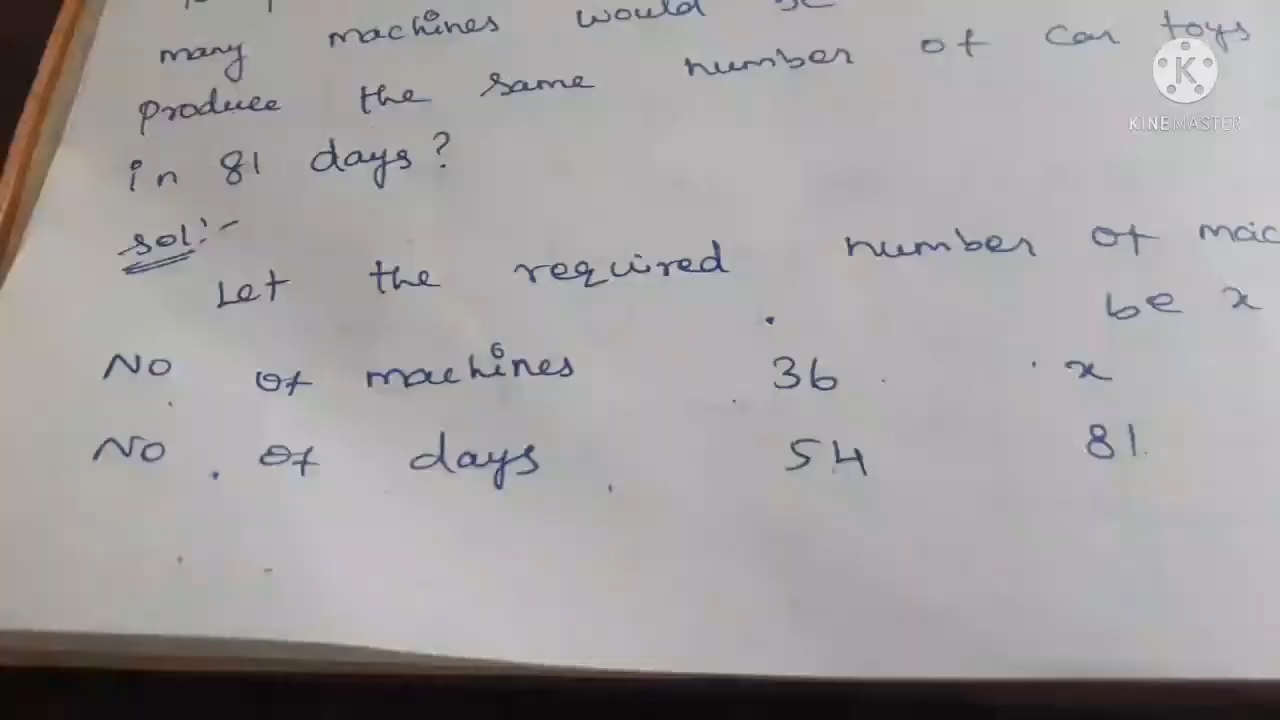 many machines would
produce the same number of car toys
in 81 days?
Sol:-
Let the required number of
be x
No of machines 36 x
No of days 54 81
KINEMASTER